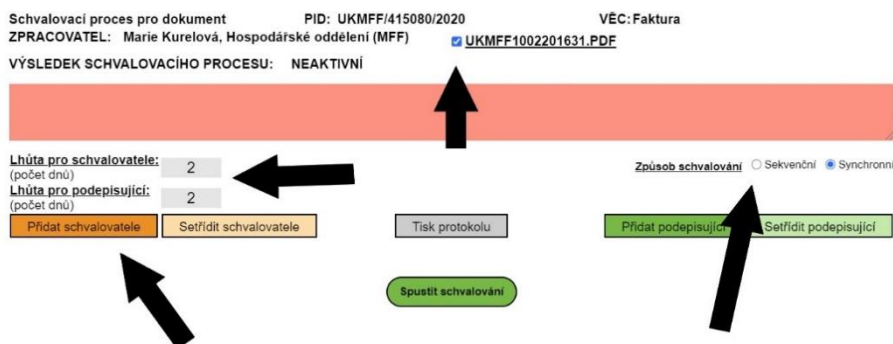 Schvalovací proces pro dokument PID: UKMFF/415080/2020 VĚC: Faktura
ZPRACOVATEL: Marie Kurelová, Hospodářské oddělení (MFF) UKMFF1002201631.PDF
VÝSLEDEK SCHVALOVACÍHO PROCESU: NEAKTIVNÍ
Lhůta pro schvalovatele: 2
(počet dnů)
Způsob schvalování Sekvenční Synchronní
Lhůta pro podepisující: 2
(počet dnů)
Přidat schvalovatele Setřídit schvalovatele Tisk protokolu Přidat podepisující Setřídit podepisující
Spustit schvalování